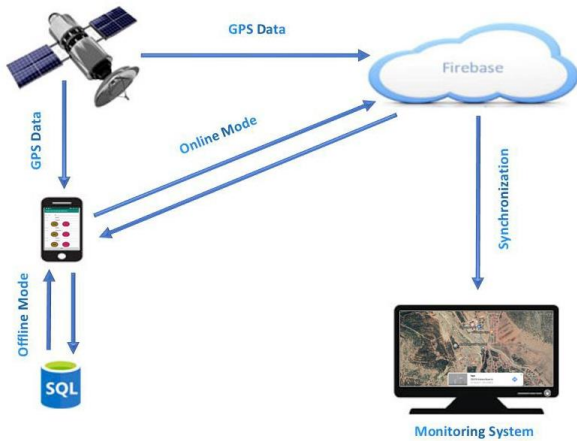 GPS Data
Firebase
GPS Data
Online Mode
Synchronization
Offline Mode
SQL
Monitoring System